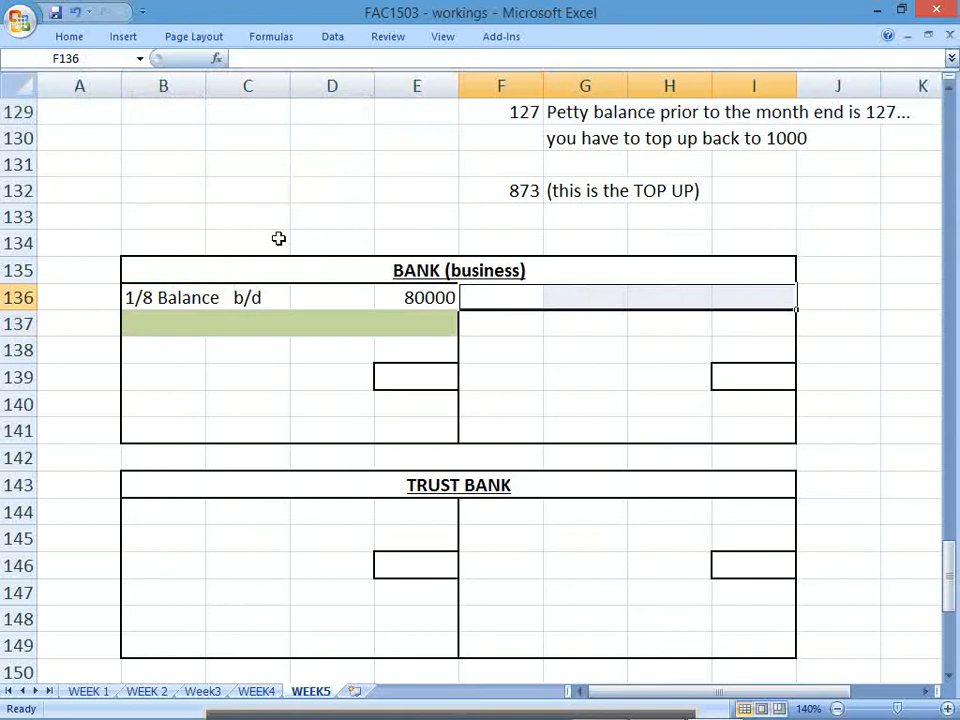 FAC1503 - workings - Microsoft Excel
Home Insert Page Layout Formulas Data Review View Add-Ins
F136 fx
A B C D E F G H I J K
129 127 Petty balance prior to the month end is 127...
130 you have to top up back to 1000
131
132 873 (this is the TOP UP)
133
134
135 BANK (business)
136 1/8 Balance b/d 80000
137
138
139
140
141
142
143 TRUST BANK
144
145
146
147
148
149
150
WEEK 1 WEEK 2 Week3 WEEK4 WEEK5
Ready 140%